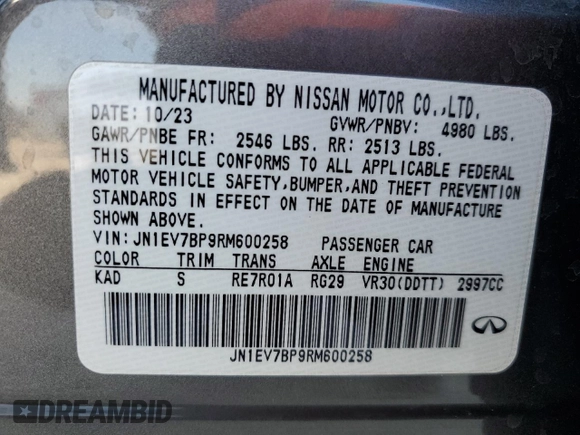 MANUFACTURED BY NISSAN MOTOR CO.,LTD.
DATE: 10/23 GVWR/PNBV: 4980 LBS.
GAWR/PNBE FR: 2546 LBS. RR: 2513 LBS.
THIS VEHICLE CONFORMS TO ALL APPLICABLE FEDERAL
MOTOR VEHICLE SAFETY,BUMPER,AND THEFT PREVENTION
STANDARDS IN EFFECT ON THE DATE OF MANUFACTURE
SHOWN ABOVE.
VIN:JN1EV7BP9RM600258 PASSENGER CAR
COLOR TRIM TRANS AXLE ENGINE
KAD S RE7R01A RG29 VR30(DDTT) 2997CC
JN1EV7BP9RM600258
DREAMBID